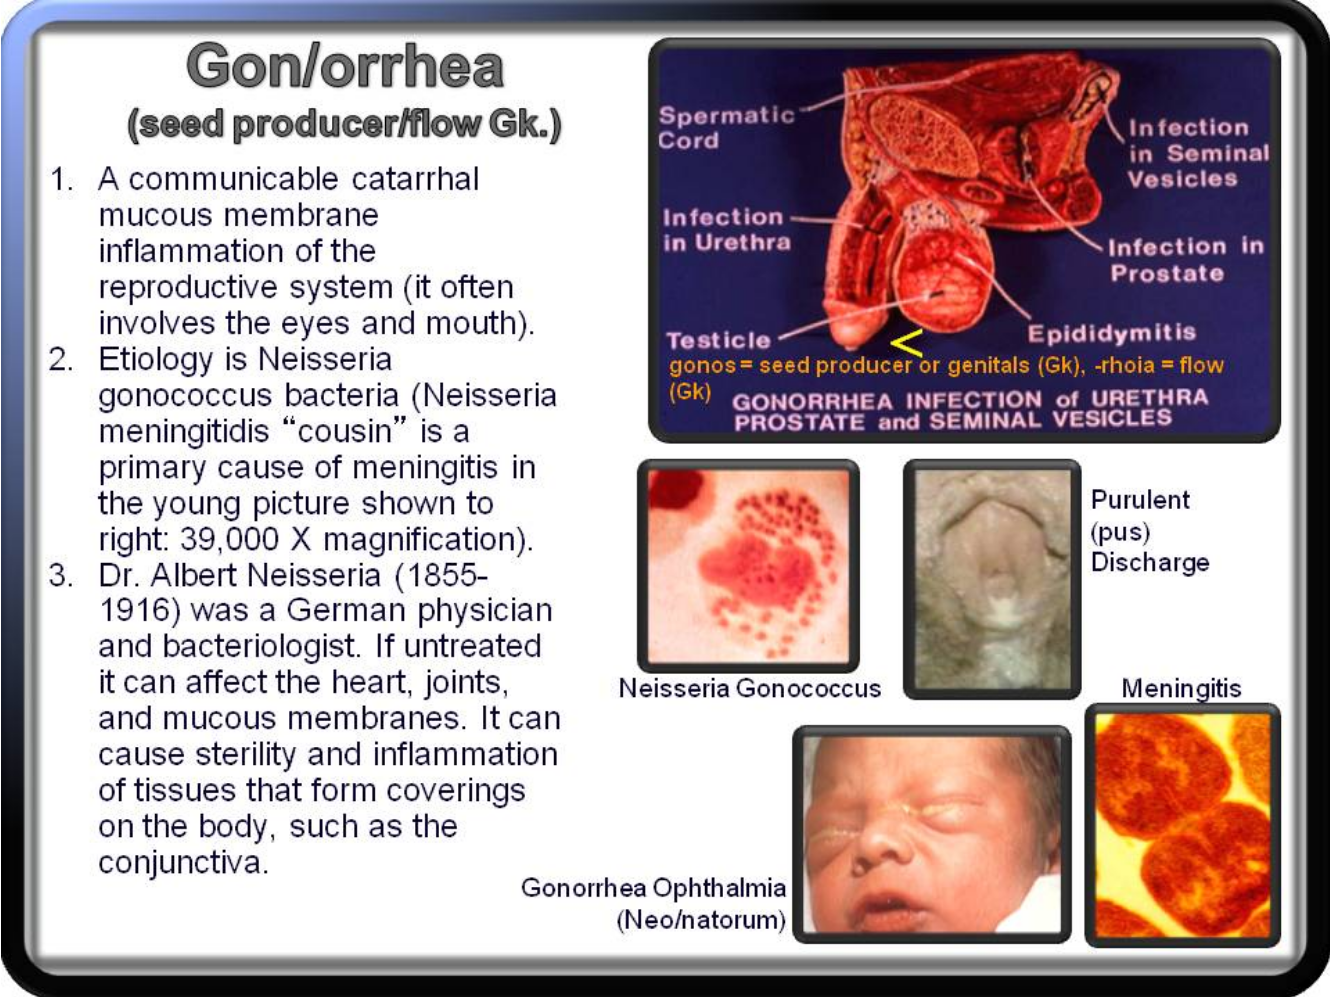 Gon/orrhea
(seed producer/flow Gk.)
1. A communicable catarrhal
mucous membrane
inflammation of the
reproductive system (it often
involves the eyes and mouth).
2. Etiology is Neisseria
gonococcus bacteria (Neisseria
meningitidis “cousin” is a
primary cause of meningitis in
the young picture shown to
right: 39,000 X magnification).
3. Dr. Albert Neisseria (1855-
1916) was a German physician
and bacteriologist. If untreated
it can affect the heart, joints,
and mucous membranes. It can
cause sterility and inflammation
of tissues that form coverings
on the body, such as the
conjunctiva.
Spermatic
Cord
Infection
in Seminal
Vesicles
Infection
in Urethra
Infection in
Prostate
Testicle
<
Epididymitis
gonos = seed producer or genitals (Gk), -rhoia = flow
(Gk)
GONORRHEA INFECTION of URETHRA
PROSTATE and SEMINAL VESICLES
Purulent
(pus)
Discharge
Neisseria Gonococcus
Meningitis
Gonorrhea Ophthalmia
(Neo/natorum)